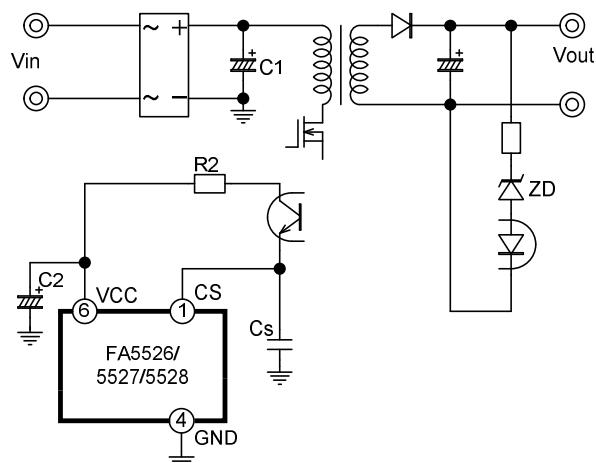 ~ +
Vin
C1
Vout
~ −
R2
ZD
C2
6 VCC
1 CS
Cs
FA5526/
5527/5528
4
GND